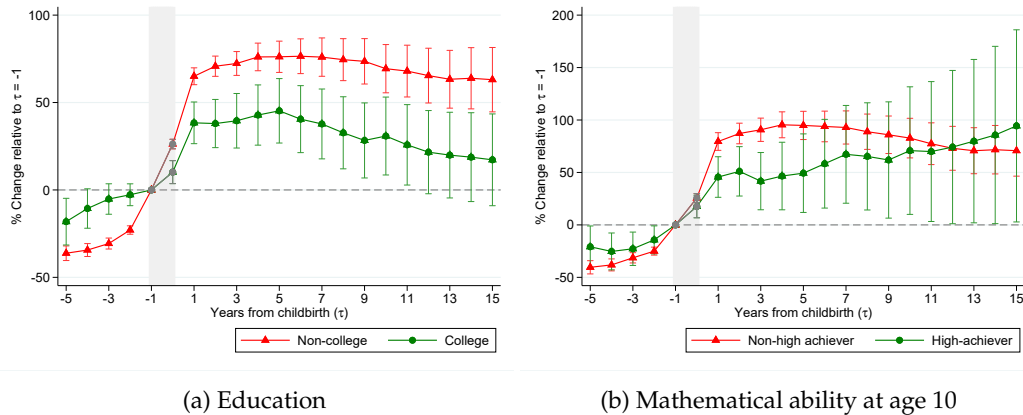 % Change relative to τ = -1
100
50
0
-50
-5 -3 -1 1 3 5 7 9 11 13 15
Years from childbirth (τ)
Non-college College
(a) Education
% Change relative to τ = -1
200
150
100
50
0
-50
-5 -3 -1 1 3 5 7 9 11 13 15
Years from childbirth (τ)
Non-high achiever High-achiever
(b) Mathematical ability at age 10